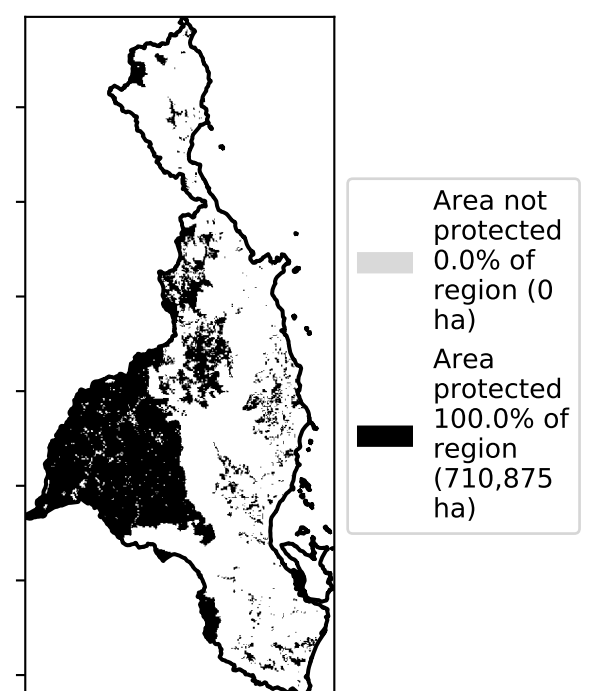 Area not
protected
0.0% of
region (0
ha)
Area
protected
100.0% of
region
(710,875
ha)